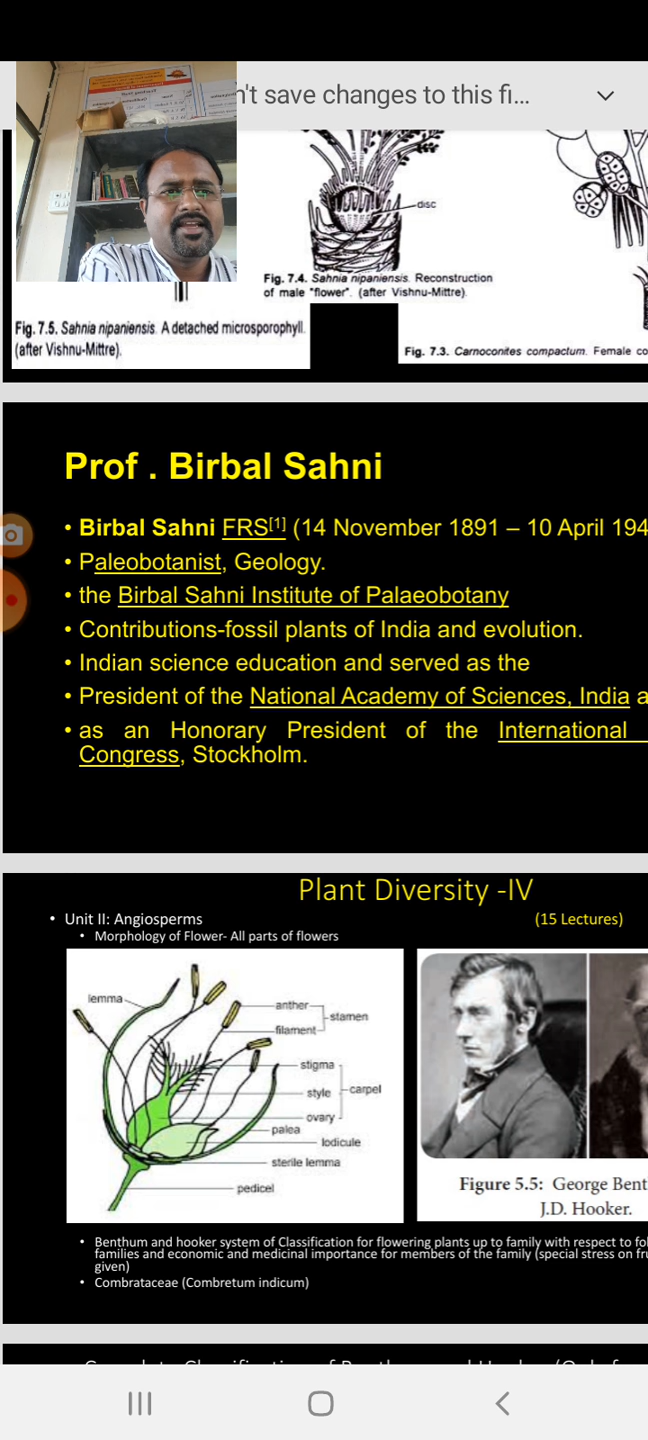 n't save changes to this fi...
disc
Fig. 7.4. Sahnia nipaniensis. Reconstruction
of male "flower". (after Vishnu-Mittre).
Fig. 7.5. Sahnia nipaniensis. A detached microsporophyll.
(after Vishnu-Mittre).
Fig. 7.3. Carnoconites compactum. Female co
Prof . Birbal Sahni
• Birbal Sahni FRS[1] (14 November 1891 – 10 April 194
• Paleobotanist, Geology.
• the Birbal Sahni Institute of Palaeobotany
• Contributions-fossil plants of India and evolution.
• Indian science education and served as the
• President of the National Academy of Sciences, India a
• as an Honorary President of the International
Congress, Stockholm.
Plant Diversity -IV
• Unit II: Angiosperms (15 Lectures)
• Morphology of Flower- All parts of flowers
lemma
anther
stamen
filament
stigma
style
carpel
ovary
palea
lodicule
sterile lemma
pedicel
Figure 5.5: George Bent
J.D. Hooker.
• Benthum and hooker system of Classification for flowering plants up to family with respect to fol
families and economic and medicinal importance for members of the family (special stress on fru
given)
• Combrataceae (Combretum indicum)